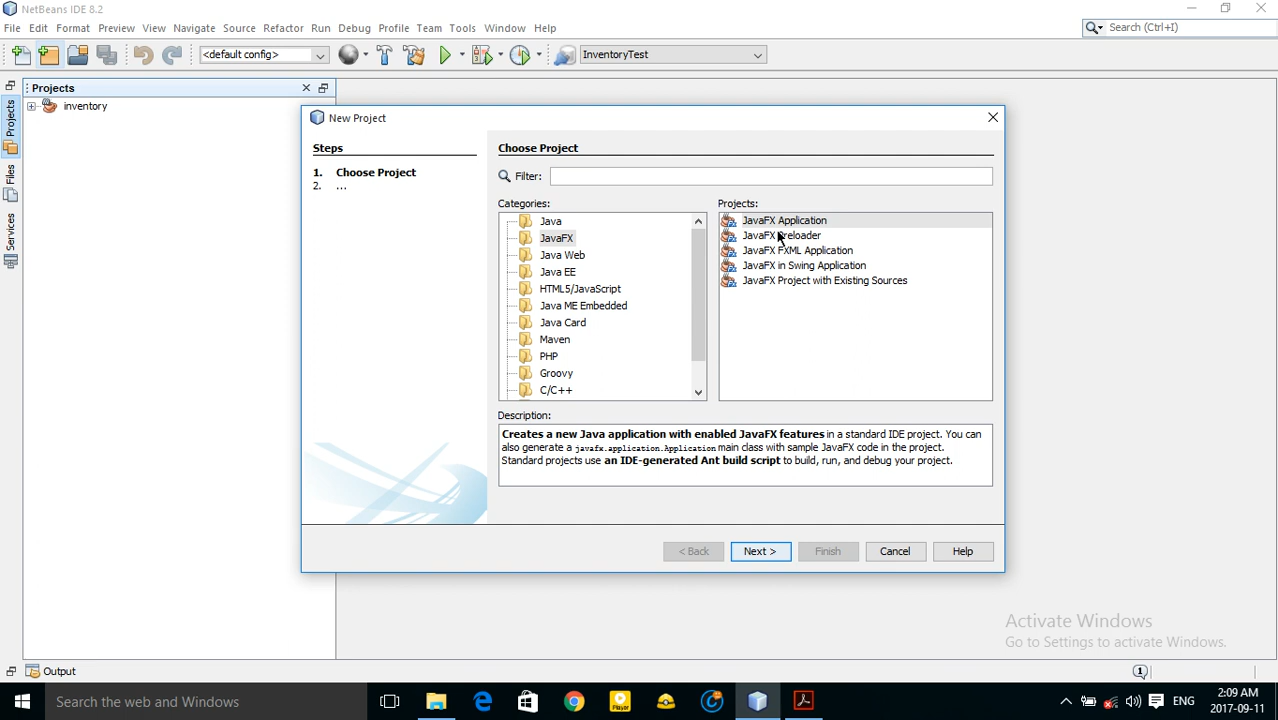 NetBeans IDE 8.2
File Edit Format Preview View Navigate Source Refactor Run Debug Profile Team Tools Window Help
Search (Ctrl+I)
<default config>
InventoryTest
Projects
inventory
Projects
Files
Services
New Project
Steps
1. Choose Project
2. ...
Choose Project
Filter:
Categories:
Java
JavaFX
Java Web
Java EE
HTML5/JavaScript
Java ME Embedded
Java Card
Maven
PHP
Groovy
C/C++
Projects:
JavaFX Application
JavaFX Preloader
JavaFX FXML Application
JavaFX in Swing Application
JavaFX Project with Existing Sources
Description:
Creates a new Java application with enabled JavaFX features in a standard IDE project. You can
also generate a javafx.application.Application main class with sample JavaFX code in the project.
Standard projects use an IDE-generated Ant build script to build, run, and debug your project.
< Back
Next >
Finish
Cancel
Help
Activate Windows
Go to Settings to activate Windows.
Output
1
Search the web and Windows
Player
ENG
2:09 AM
2017-09-11